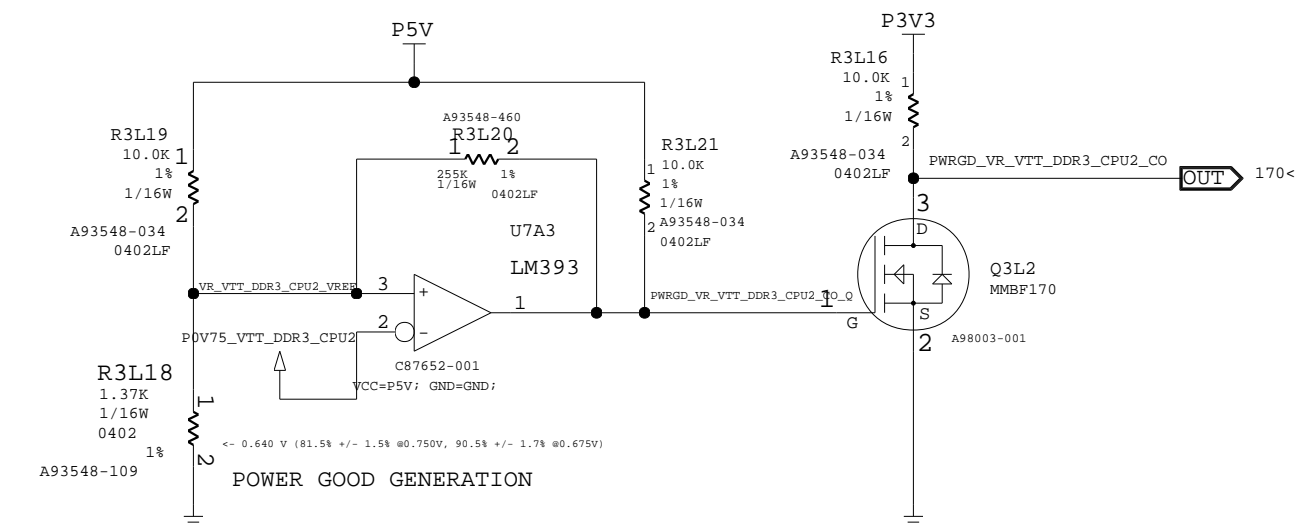 P5V
P3V3
R3L16
10.0K
1
1%
1/16W
2
A93548-034
0402LF
PWRGD_VR_VTT_DDR3_CPU2_CO
OUT
170<
A93548-460
R3L20
1
2
255K
1%
1/16W
0402LF
R3L19
10.0K
1
1%
1/16W
2
A93548-034
0402LF
R3L21
1
10.0K
1%
1/16W
2
A93548-034
0402LF
U7A3
LM393
3
D
Q3L2
MMBF170
VR_VTT_DDR3_CPU2_VREF
3
+
1
PWRGD_VR_VTT_DDR3_CPU2_CO_Q
1
G
S
2
A98003-001
2
-
P0V75_VTT_DDR3_CPU2
C87652-001
VCC=P5V; GND=GND;
R3L18
1.37K
1
1/16W
0402
1%
2
A93548-109
<- 0.640 V (81.5% +/- 1.5% @0.750V, 90.5% +/- 1.7% @0.675V)
POWER GOOD GENERATION